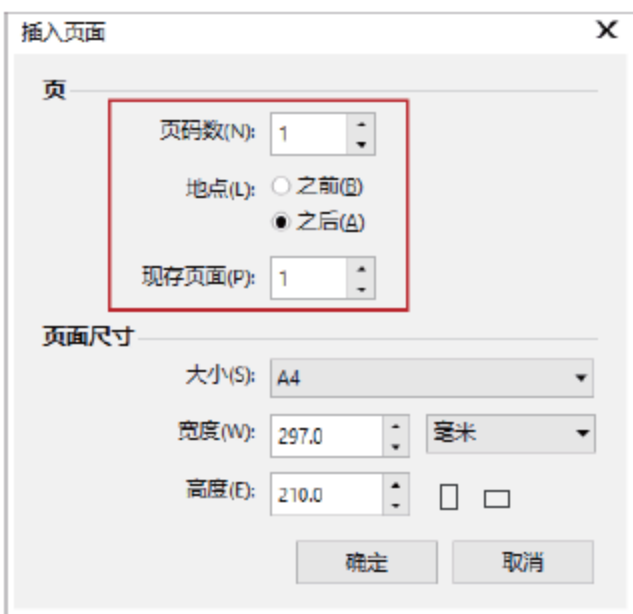 插入页面
页
页码数(N): 1
地点(L): 之前(B)
之后(A)
现存页面(P): 1
页面尺寸
大小(S): A4
宽度(W): 297.0 毫米
高度(E): 210.0
确定 取消